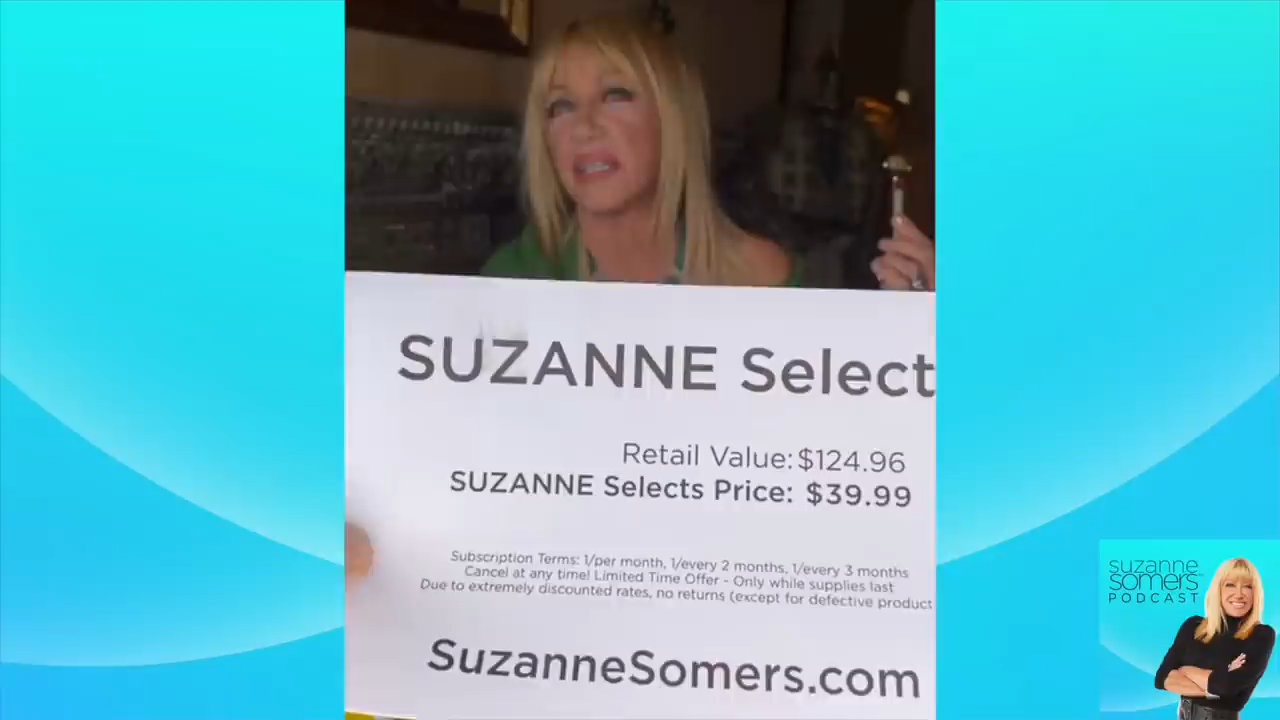 SUZANNE Select
Retail Value: $124.96
SUZANNE Selects Price: $39.99
Subscription Terms: 1/per month, 1/every 2 months, 1/every 3 months
Cancel at any time! Limited Time Offer - Only while supplies last
Due to extremely discounted rates, no returns (except for defective product
SuzanneSomers.com
suzanne
somers
PODCAST